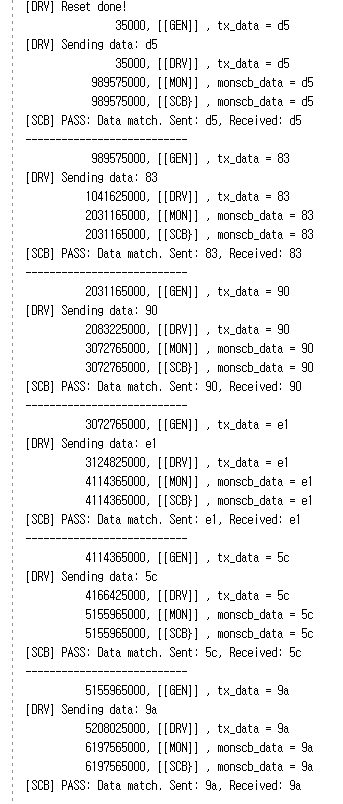 [DRV] Reset done!
35000, [[GEN]] , tx_data = d5
[DRV] Sending data: d5
35000, [[DRV]] , tx_data = d5
989575000, [[MON] , monscb_data = d5
989575000, [[SCB}] , monscb_data = d5
[SCB] PASS: Data match. Sent: d5, Received: d5
---------------------------
989575000, [[GEN]] , tx_data = 83
[DRV] Sending data: 83
1041625000, [[DRV]] , tx_data = 83
2031165000, [[MON] , monscb_data = 83
2031165000, [[SCB}] , monscb_data = 83
[SCB] PASS: Data match. Sent: 83, Received: 83
---------------------------
2031165000, [[GEN]] , tx_data = 90
[DRV] Sending data: 90
2083225000, [[DRV]] , tx_data = 90
3072765000, [[MON] , monscb_data = 90
3072765000, [[SCB}] , monscb_data = 90
[SCB] PASS: Data match. Sent: 90, Received: 90
---------------------------
3072765000, [[GEN]] , tx_data = e1
[DRV] Sending data: e1
3124825000, [[DRV]] , tx_data = e1
4114365000, [[MON] , monscb_data = e1
4114365000, [[SCB}] , monscb_data = e1
[SCB] PASS: Data match. Sent: e1, Received: e1
---------------------------
4114365000, [[GEN]] , tx_data = 5c
[DRV] Sending data: 5c
4166425000, [[DRV]] , tx_data = 5c
5155965000, [[MON] , monscb_data = 5c
5155965000, [[SCB}] , monscb_data = 5c
[SCB] PASS: Data match. Sent: 5c, Received: 5c
---------------------------
5155965000, [[GEN]] , tx_data = 9a
[DRV] Sending data: 9a
5208025000, [[DRV]] , tx_data = 9a
6197565000, [[MON] , monscb_data = 9a
6197565000, [[SCB}] , monscb_data = 9a
[SCB] PASS: Data match. Sent: 9a, Received: 9a